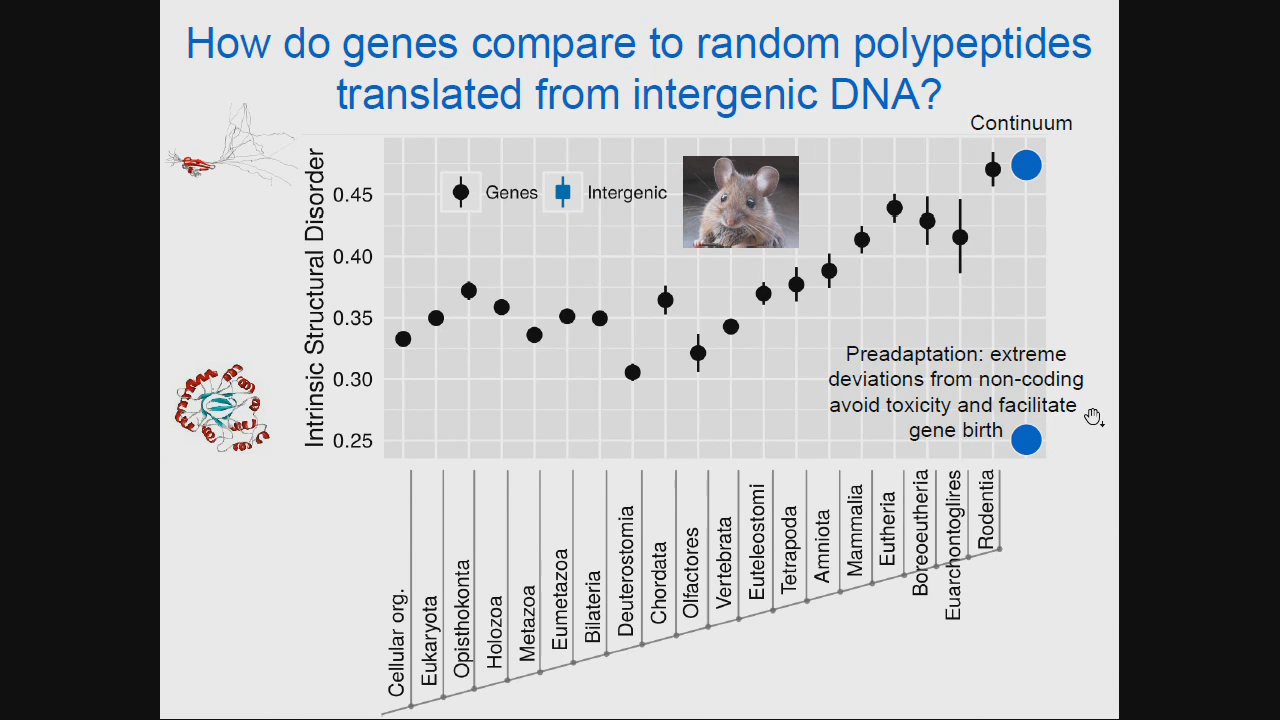 How do genes compare to random polypeptides
translated from intergenic DNA?
Continuum
Intrinsic Structural Disorder
0.45
0.40
0.35
0.30
0.25
Genes
Intergenic
Preadaptation: extreme
deviations from non-coding
avoid toxicity and facilitate
gene birth
Cellular org.
Eukaryota
Opisthokonta
Holozoa
Metazoa
Eumetazoa
Bilateria
Deuterostomia
Chordata
Olfactores
Vertebrata
Euteleostomi
Tetrapoda
Amniota
Mammalia
Eutheria
Boreoeutheria
Euarchontoglires
Rodentia